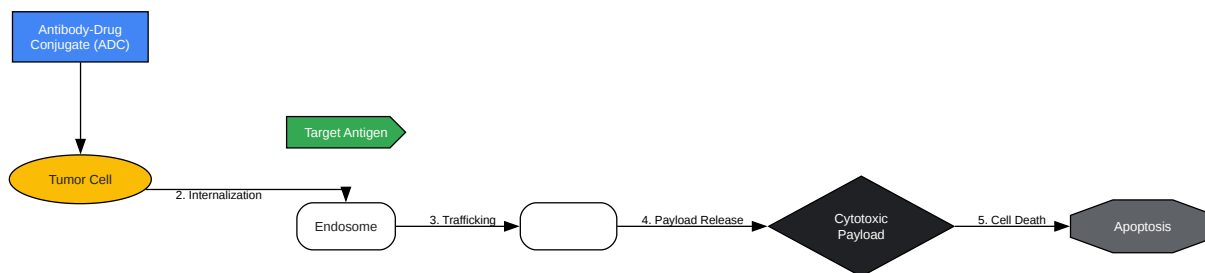 Antibody-Drug
Conjugate (ADC)
Target Antigen
Tumor Cell
2. Internalization
Endosome
3. Trafficking
4. Payload Release
Cytotoxic
Payload
5. Cell Death
Apoptosis